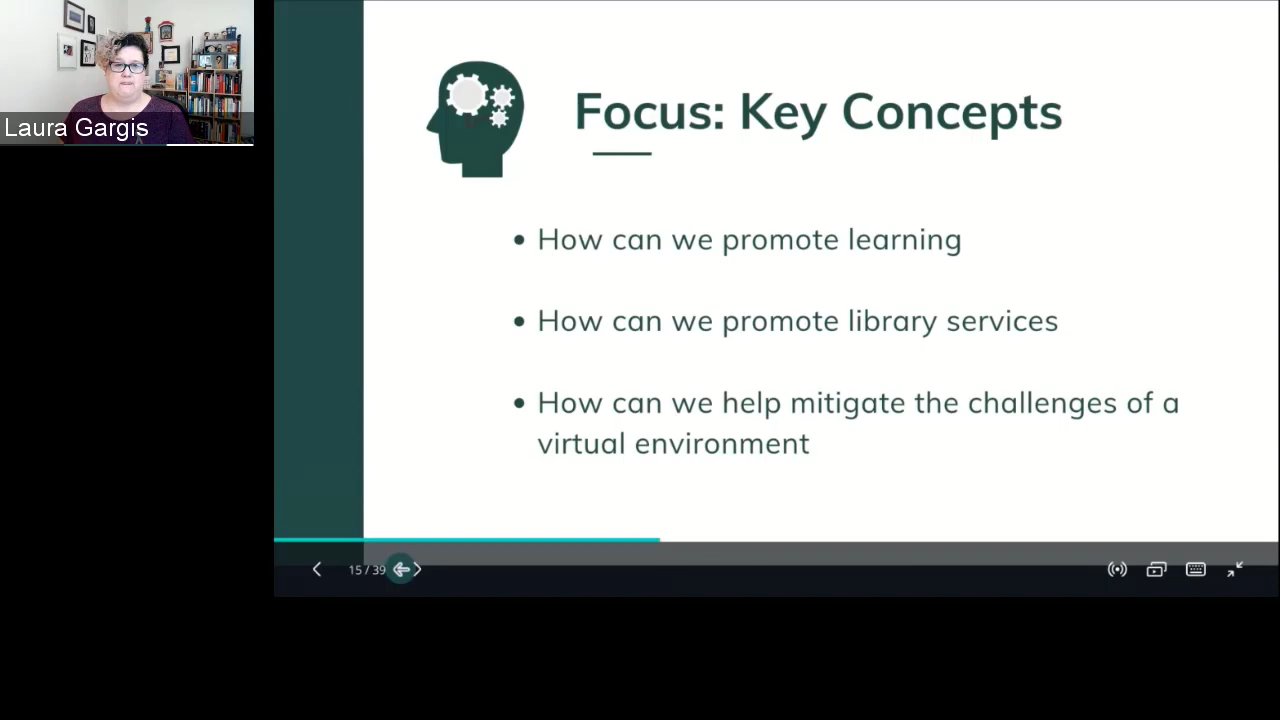 Laura Gargis
Focus: Key Concepts
• How can we promote learning
• How can we promote library services
• How can we help mitigate the challenges of a
virtual environment
15 / 39